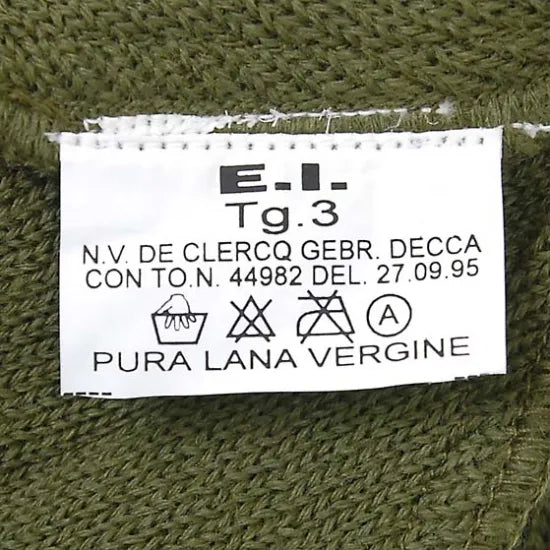 E.I.
Tg.3
N.V. DE CLERCQ GEBR. DECCA
CON TO.N. 44982 DEL. 27.09.95
A
PURA LANA VERGINE